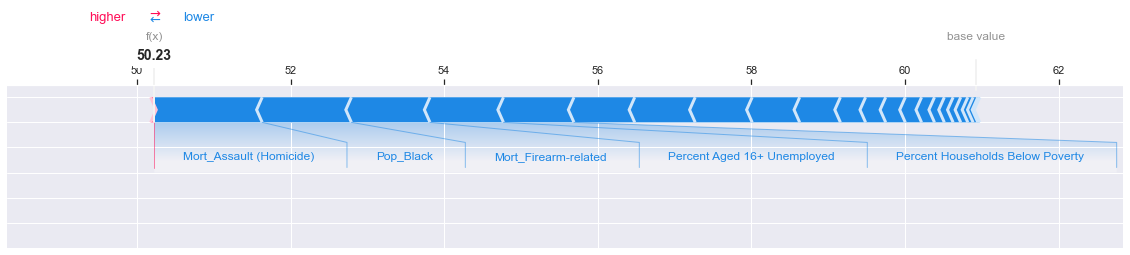 higher ⇄ lower
f(x) base value
50.23
50 52 54 56 58 60 62
Mort_Assault (Homicide) Pop_Black Mort_Firearm-related Percent Aged 16+ Unemployed Percent Households Below Poverty